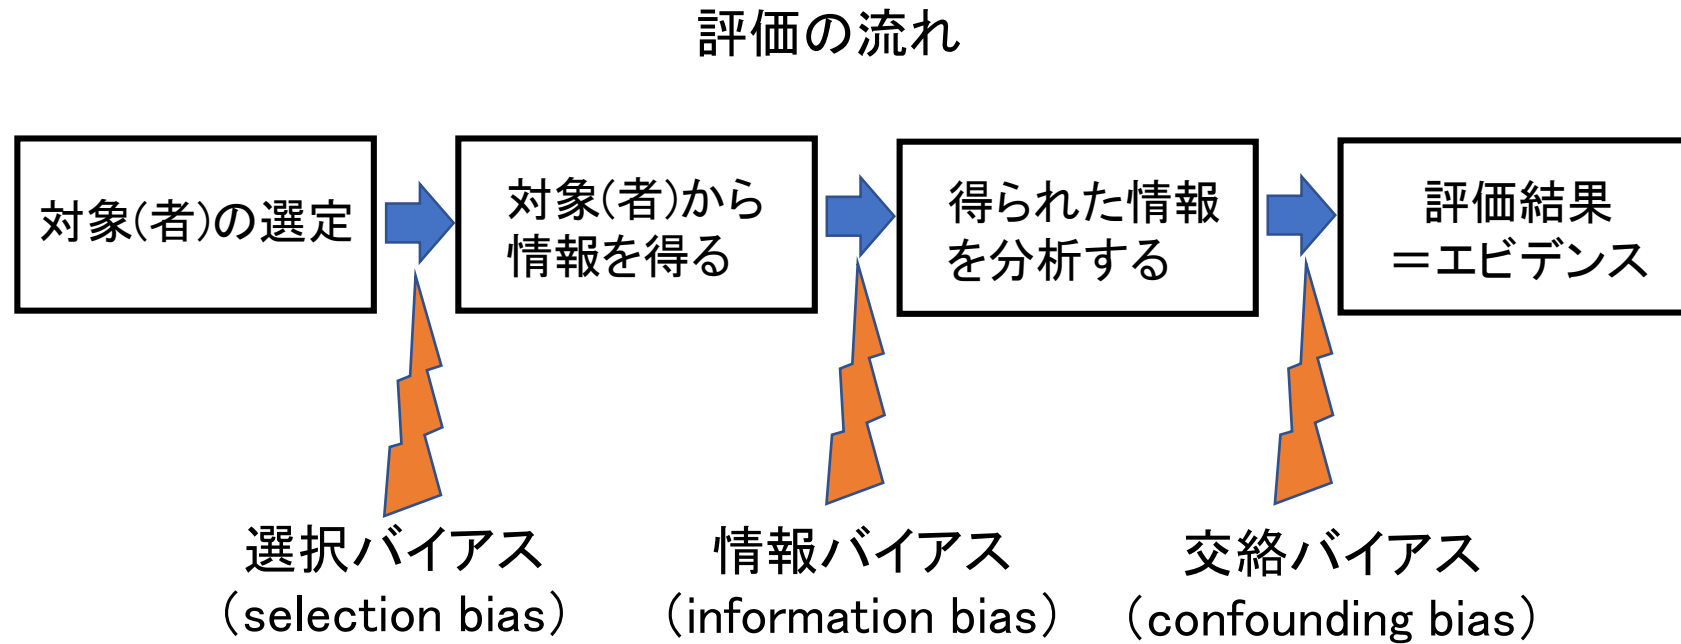 評価の流れ
対象(者)の選定
対象(者)から
情報を得る
得られた情報
を分析する
評価結果
＝エビデンス
選択バイアス
（selection bias）
情報バイアス
（information bias）
交絡バイアス
（confounding bias）